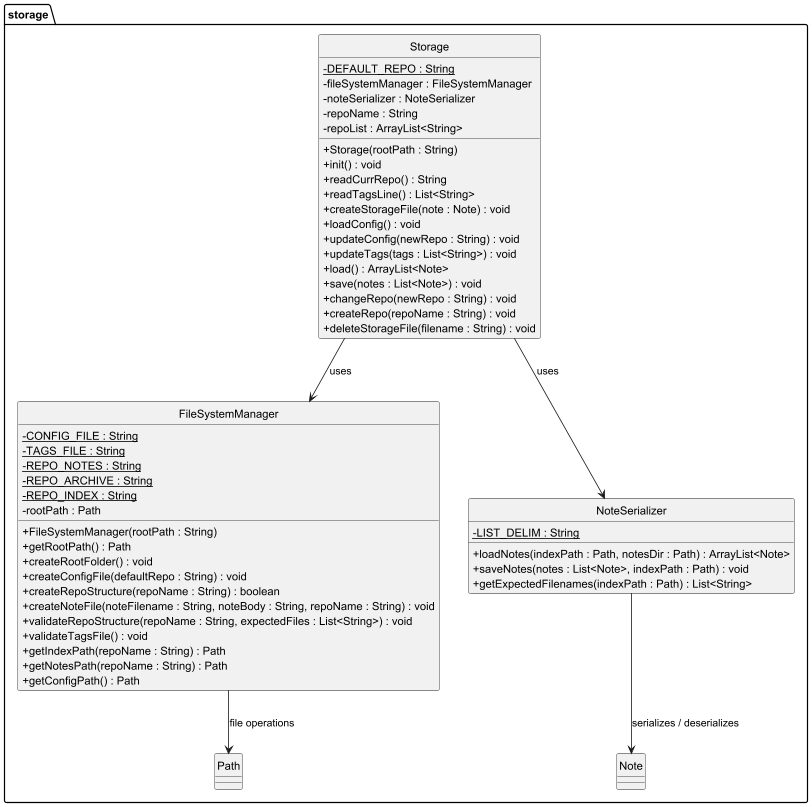 storage
Storage
-DEFAULT_REPO : String
-fileSystemManager : FileSystemManager
-noteSerializer : NoteSerializer
-repoName : String
-repoList : ArrayList<String>
+Storage(rootPath : String)
+init() : void
+readCurrRepo() : String
+readTagsLine() : List<String>
+createStorageFile(note : Note) : void
+loadConfig() : void
+updateConfig(newRepo : String) : void
+updateTags(tags : List<String>) : void
+load() : ArrayList<Note>
+save(notes : List<Note>) : void
+changeRepo(newRepo : String) : void
+createRepo(repoName : String) : void
+deleteStorageFile(filename : String) : void
uses
uses
FileSystemManager
-CONFIG_FILE : String
-TAGS_FILE : String
-REPO_NOTES : String
-REPO_ARCHIVE : String
-REPO_INDEX : String
-rootPath : Path
+FileSystemManager(rootPath : String)
+getRootPath() : Path
+createRootFolder() : void
+createConfigFile(defaultRepo : String) : void
+createRepoStructure(repoName : String) : boolean
+createNoteFile(noteFilename : String, noteBody : String, repoName : String) : void
+validateRepoStructure(repoName : String, expectedFiles : List<String>) : void
+validateTagsFile() : void
+getIndexPath(repoName : String) : Path
+getNotesPath(repoName : String) : Path
+getConfigPath() : Path
NoteSerializer
-LIST_DELIM : String
+loadNotes(indexPath : Path, notesDir : Path) : ArrayList<Note>
+saveNotes(notes : List<Note>, indexPath : Path) : void
+getExpectedFilenames(indexPath : Path) : List<String>
file operations
serializes / deserializes
Path
Note